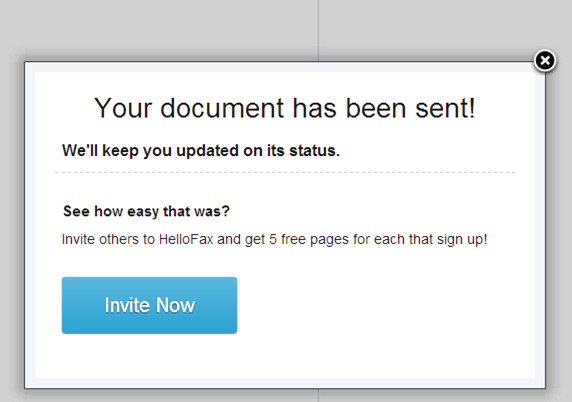 Your document has been sent!
We'll keep you updated on its status.
See how easy that was?
Invite others to HelloFax and get 5 free pages for each that sign up!
Invite Now